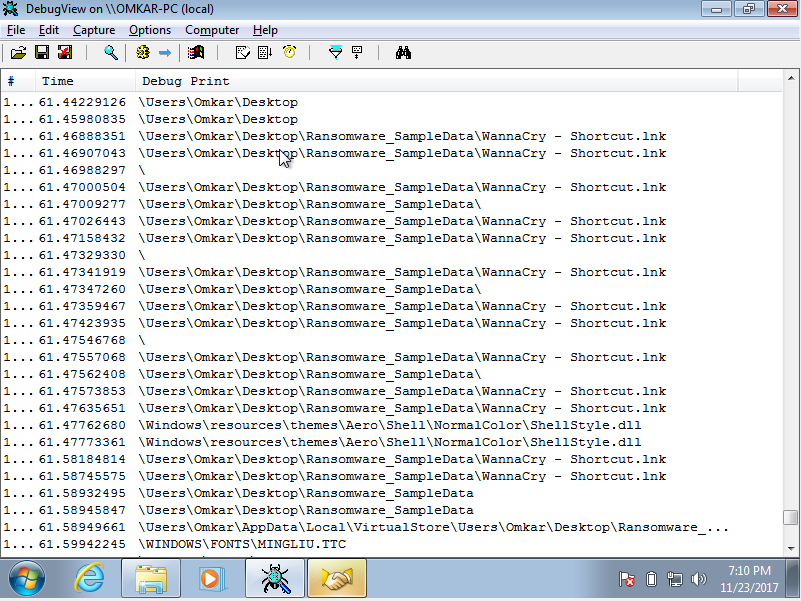 DebugView on \\OMKAR-PC (local)
File Edit Capture Options Computer Help
# Time Debug Print
1... 61.44229126 \Users\Omkar\Desktop
1... 61.45980835 \Users\Omkar\Desktop
1... 61.46888351 \Users\Omkar\Desktop\Ransomware_SampleData\WannaCry - Shortcut.lnk
1... 61.46907043 \Users\Omkar\Desktop\Ransomware_SampleData\WannaCry - Shortcut.lnk
1... 61.46988297 \
1... 61.47000504 \Users\Omkar\Desktop\Ransomware_SampleData\WannaCry - Shortcut.lnk
1... 61.47009277 \Users\Omkar\Desktop\Ransomware_SampleData\
1... 61.47026443 \Users\Omkar\Desktop\Ransomware_SampleData\WannaCry - Shortcut.lnk
1... 61.47158432 \Users\Omkar\Desktop\Ransomware_SampleData\WannaCry - Shortcut.lnk
1... 61.47329330 \
1... 61.47341919 \Users\Omkar\Desktop\Ransomware_SampleData\WannaCry - Shortcut.lnk
1... 61.47347260 \Users\Omkar\Desktop\Ransomware_SampleData\
1... 61.47359467 \Users\Omkar\Desktop\Ransomware_SampleData\WannaCry - Shortcut.lnk
1... 61.47423935 \Users\Omkar\Desktop\Ransomware_SampleData\WannaCry - Shortcut.lnk
1... 61.47546768 \
1... 61.47557068 \Users\Omkar\Desktop\Ransomware_SampleData\WannaCry - Shortcut.lnk
1... 61.47562408 \Users\Omkar\Desktop\Ransomware_SampleData\
1... 61.47573853 \Users\Omkar\Desktop\Ransomware_SampleData\WannaCry - Shortcut.lnk
1... 61.47635651 \Users\Omkar\Desktop\Ransomware_SampleData\WannaCry - Shortcut.lnk
1... 61.47762680 \Windows\resources\themes\Aero\Shell\NormalColor\ShellStyle.dll
1... 61.47773361 \Windows\resources\themes\Aero\Shell\NormalColor\ShellStyle.dll
1... 61.58184814 \Users\Omkar\Desktop\Ransomware_SampleData\WannaCry - Shortcut.lnk
1... 61.58745575 \Users\Omkar\Desktop\Ransomware_SampleData\WannaCry - Shortcut.lnk
1... 61.58932495 \Users\Omkar\Desktop\Ransomware_SampleData
1... 61.58945847 \Users\Omkar\Desktop\Ransomware_SampleData
1... 61.58949661 \Users\Omkar\AppData\Local\VirtualStore\Users\Omkar\Desktop\Ransomware_...
1... 61.59942245 \WINDOWS\FONTS\MINGLIU.TTC
7:10 PM
11/23/2017